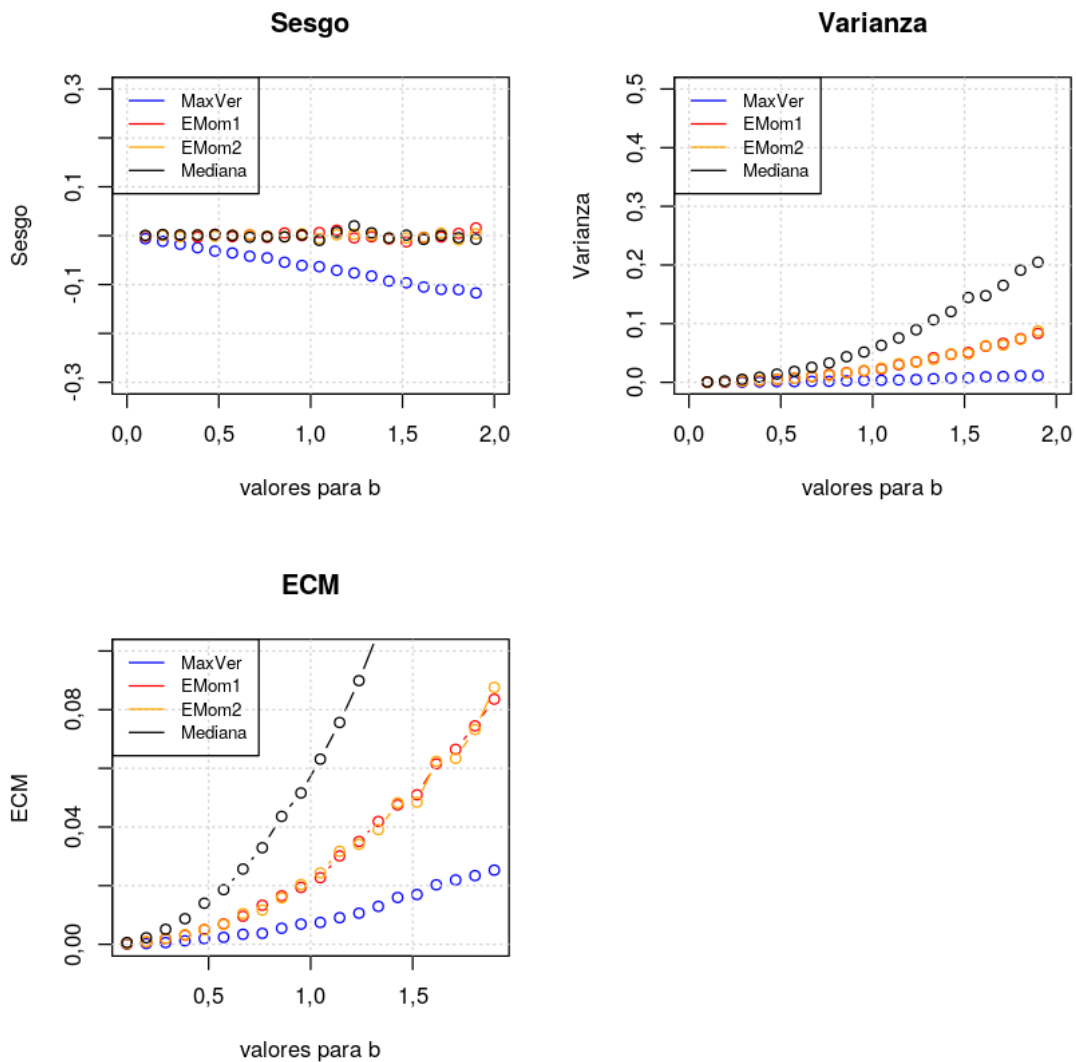 Sesgo
MaxVer
EMom1
EMom2
Mediana
Sesgo
0,3
0,1
-0,1
-0,3
0,0 0,5 1,0 1,5 2,0
valores para b
Varianza
MaxVer
EMom1
EMom2
Mediana
Varianza
0,5
0,4
0,3
0,2
0,1
0,0
0,0 0,5 1,0 1,5 2,0
valores para b
ECM
MaxVer
EMom1
EMom2
Mediana
ECM
0,08
0,04
0,00
0,5 1,0 1,5
valores para b